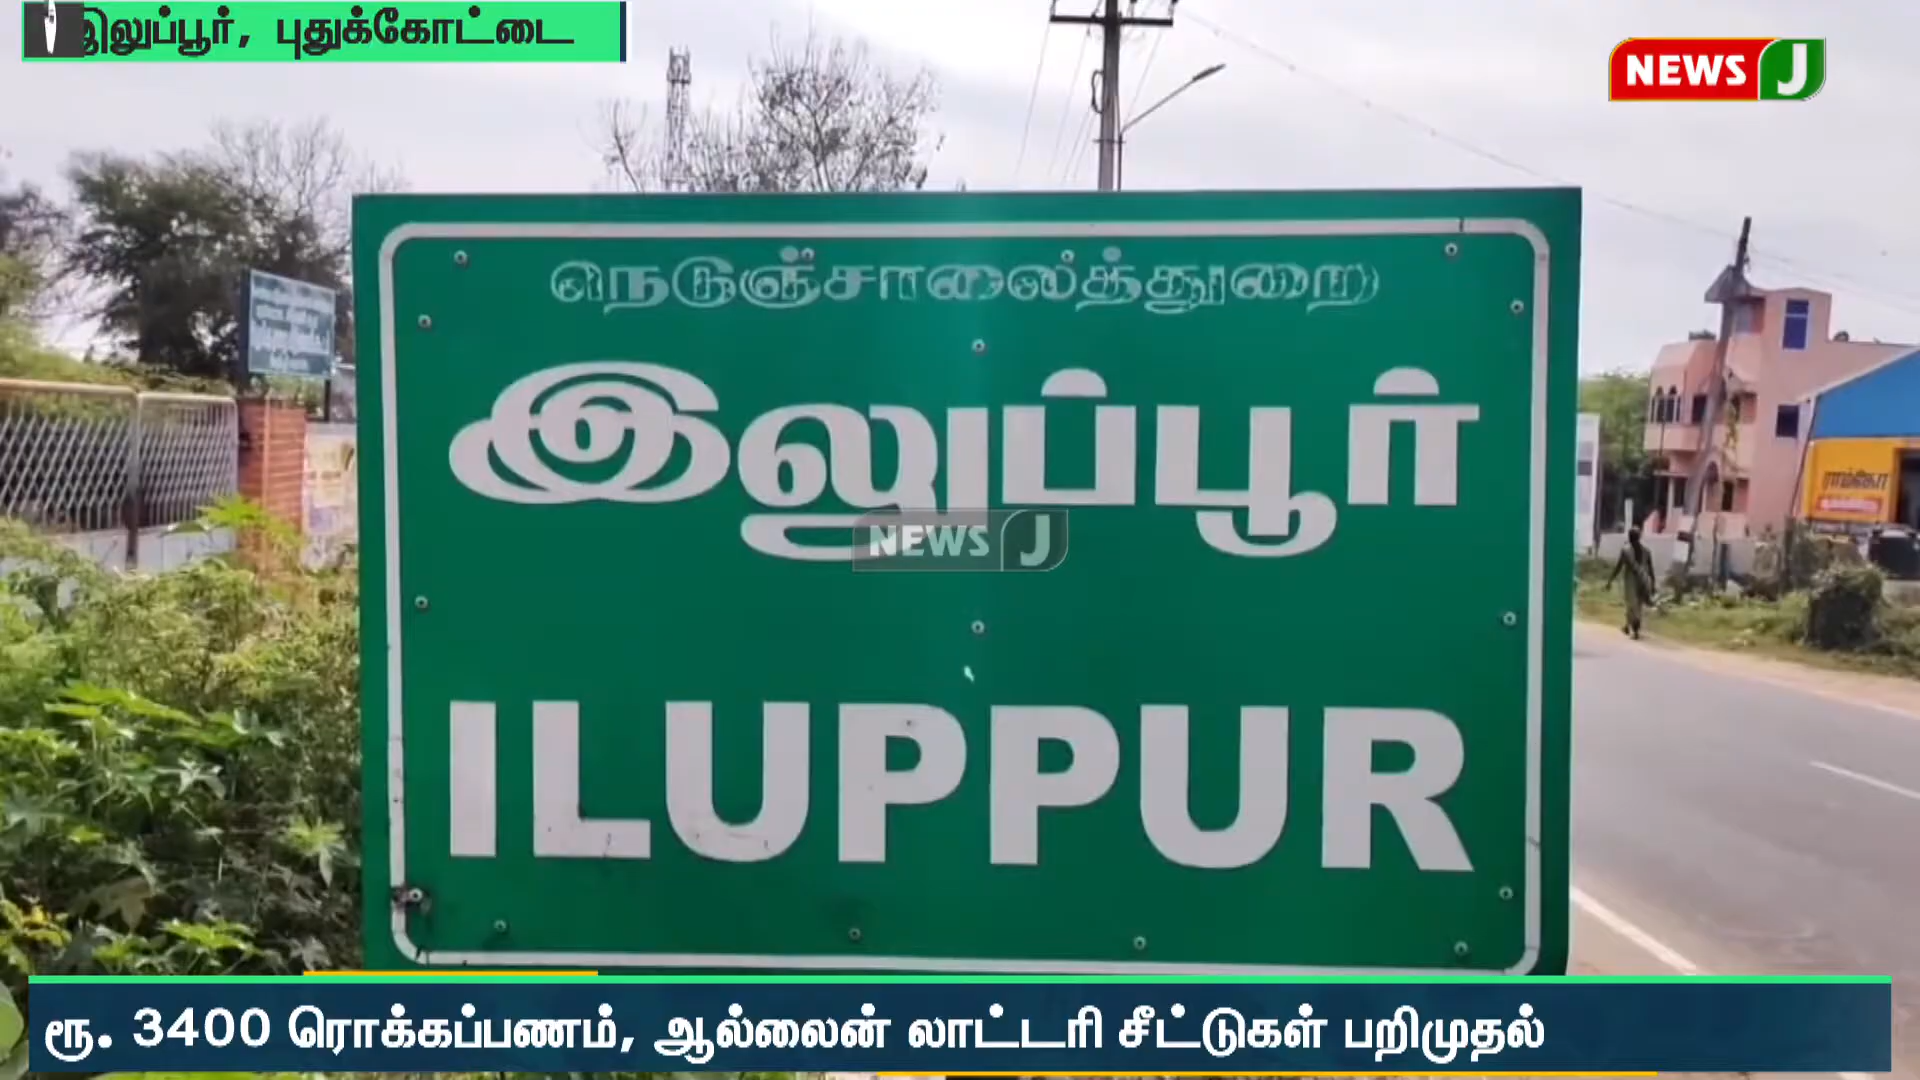 இலுப்பூர், புதுக்கோட்டை
NEWS J
நெடுஞ்சாலைத்துறை
இலுப்பூர்
NEWS J
ILUPPUR
ராம்கோ
ரூ. 3400 ரொக்கப்பணம், ஆல்லைன் லாட்டரி சீட்டுகள் பறிமுதல்